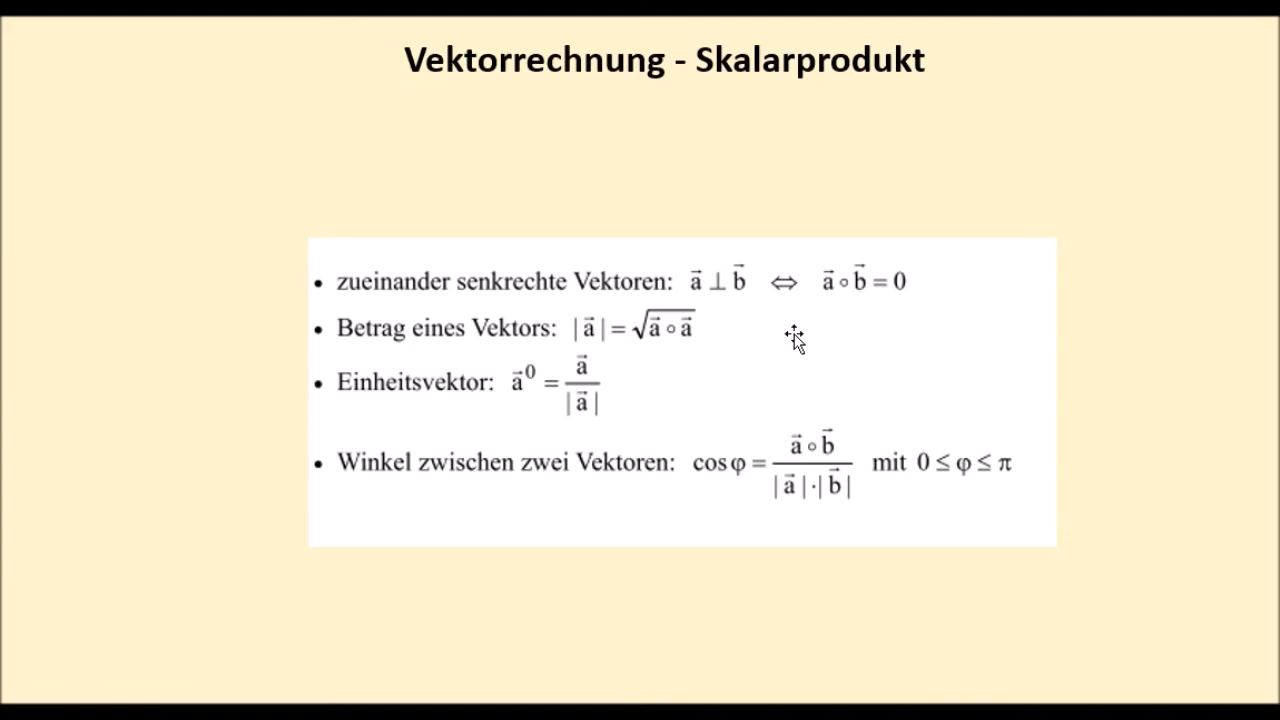 Vektorrechnung - Skalarprodukt
• zueinander senkrechte Vektoren: a⃗ ⊥ b⃗ ⇔ a⃗ ∘ b⃗ = 0
• Betrag eines Vektors: | a⃗ | = √(a⃗ ∘ a⃗)
• Einheitsvektor: a⃗⁰ = a⃗ / | a⃗ |
• Winkel zwischen zwei Vektoren: cos φ = (a⃗ ∘ b⃗) / (| a⃗ | · | b⃗ |) mit 0 ≤ φ ≤ π